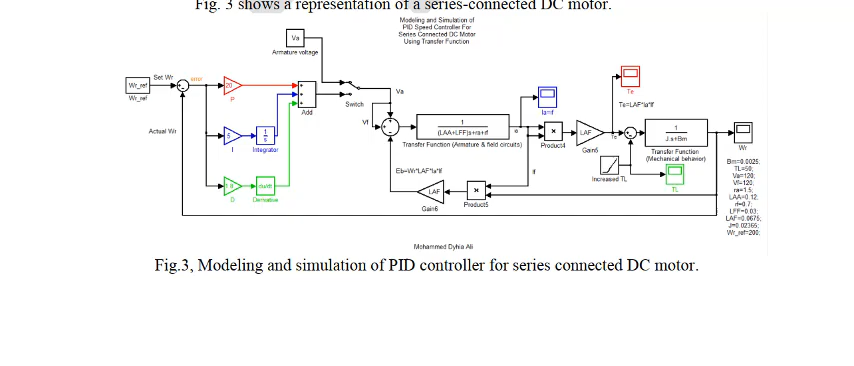 Fig. 3 shows a representation of a series-connected DC motor.
Modeling and Simulation of
PID Speed Controller For
Series Connected DC Motor
Using Transfer Function
Va
Armature voltage
Set Wr
error
Wr_ref
Wr_ref
20
P
Add
Switch
Va
Vf
Actual Wr
5
I
1
s
Integrator
D
du/dt
Derivative
1
(LAA+LFF)s+ra+rf
Transfer Function (Armature & field circuits)
Ia=If
×
Product4
LAF
Gain5
Te
Te=LAF*Ia*If
Te
1
J.s+Bm
Transfer Function
(Mechanical behavior)
Wr
Increased TL
TL
If
Eb=Wr*LAF*Ia*If
LAF
Gain6
×
Product5
Bm=0.0025;
TL=50;
Va=120;
Vf=120;
ra=1.5;
LAA=0.12;
rf=0.7;
LFF=0.03;
LAF=0.0675;
J=0.02365;
Wr_ref=200;
Mohammed Dyhia Ali
Fig.3, Modeling and simulation of PID controller for series connected DC motor.